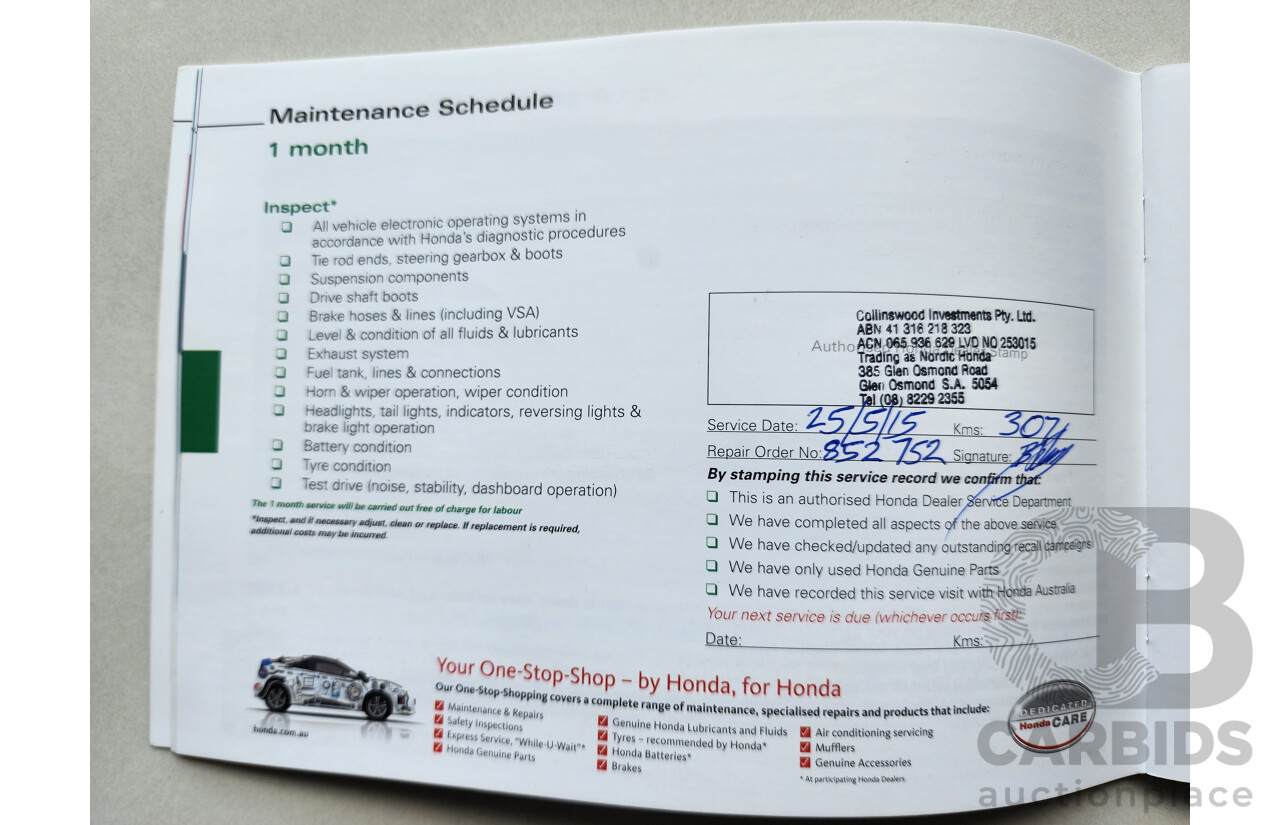 Maintenance Schedule
1 month
Inspect*
All vehicle electronic operating systems in
accordance with Honda's diagnostic procedures
Tie rod ends, steering gearbox & boots
Suspension components
Drive shaft boots
Brake hoses & lines (including VSA)
Level & condition of all fluids & lubricants
Exhaust system
Fuel tank, lines & connections
Horn & wiper operation, wiper condition
Headlights, tail lights, indicators, reversing lights &
brake light operation
Battery condition
Tyre condition
Test drive (noise, stability, dashboard operation)
The 1 month service will be carried out free of charge for labour
*Inspect, and if necessary adjust, clean or replace. If replacement is required,
additional costs may be incurred.
Collinswood Investments Pty. Ltd.
ABN 41 316 218 323
ACN 065 936 629 LVD NO 253015
Trading as Nordic Honda
385 Glen Osmond Road
Glen Osmond S.A. 5054
Tel (08) 8229 2355
Stamp
Service Date: 25/5/15 Kms: 307
Repair Order No: 852752 Signature:
By stamping this service record we confirm that:
This is an authorised Honda Dealer Service Department
We have completed all aspects of the above service
We have checked/updated any outstanding recall campaigns
We have only used Honda Genuine Parts
We have recorded this service visit with Honda Australia
Your next service is due (whichever occurs first):
Date: Kms:
honda.com.au
Your One-Stop-Shop – by Honda, for Honda
Our One-Stop-Shopping covers a complete range of maintenance, specialised repairs and products that include:
Maintenance & Repairs
Safety Inspections
Express Service, "While-U-Wait"*
Honda Genuine Parts
Genuine Honda Lubricants and Fluids
Tyres – recommended by Honda*
Honda Batteries*
Brakes
Air conditioning servicing
Mufflers
Genuine Accessories
* At participating Honda Dealers
DEDICATED
Honda CARE
CARBIDS
auctionplace